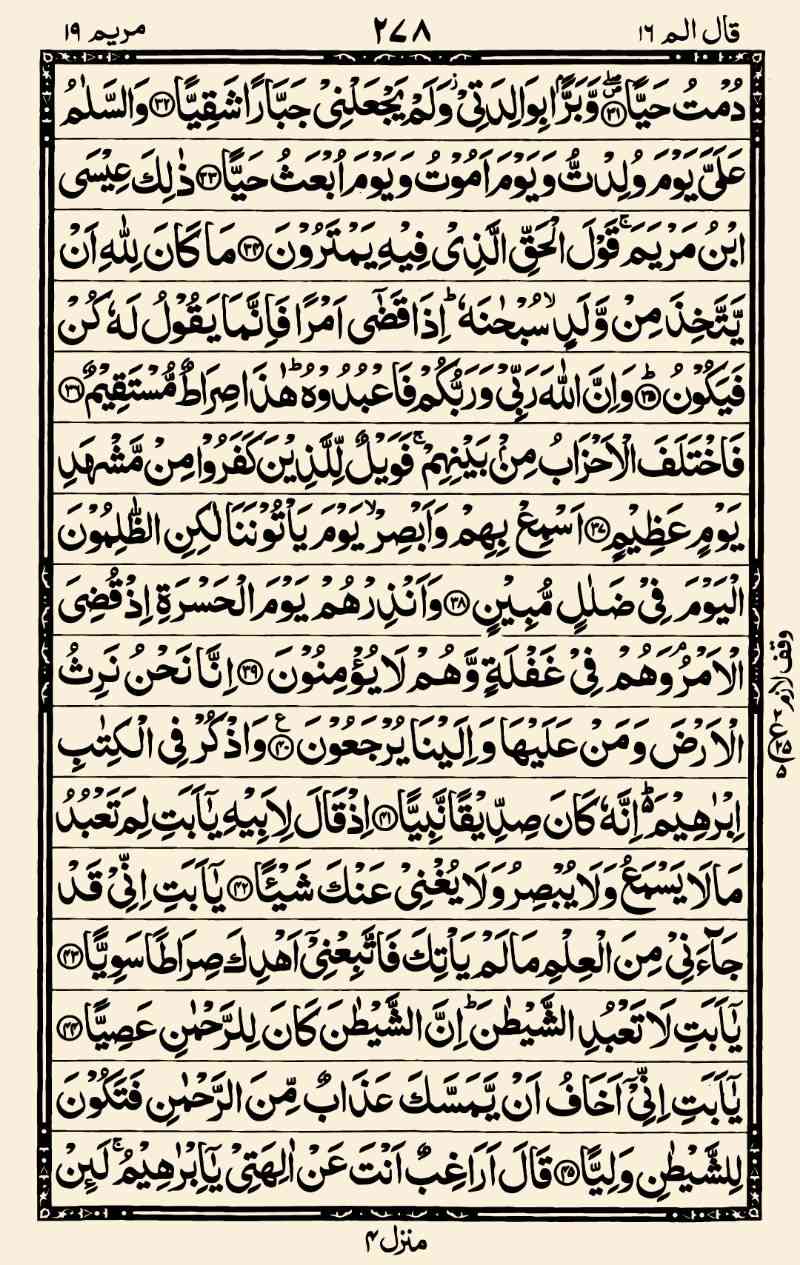 قال الم ١٦ ٢٧٨ مريم ١٩
دُمْتُ حَيًّا ﴿٣١﴾ وَّبَرًّۢا بِوَالِدَتِیْ ۫ وَلَمْ یَجْعَلْنِیْ جَبَّارًا شَقِیًّا ﴿٣٢﴾ وَالسَّلٰمُ
عَلَیَّ یَوْمَ وُلِدْتُّ وَیَوْمَ اَمُوْتُ وَیَوْمَ اُبْعَثُ حَیًّا ﴿٣٣﴾ ذٰلِكَ عِیْسَی
ابْنُ مَرْیَمَ ۚ قَوْلَ الْحَقِّ الَّذِیْ فِیْهِ یَمْتَرُوْنَ ﴿٣٤﴾ مَا كَانَ لِلّٰهِ اَنْ
یَّتَّخِذَ مِنْ وَّلَدٍ ۙ سُبْحٰنَهٗ ؕ اِذَا قَضٰۤی اَمْرًا فَاِنَّمَا یَقُوْلُ لَهٗ كُنْ
فَیَكُوْنُ ﴿٣٥﴾ؕ وَاِنَّ اللّٰهَ رَبِّیْ وَرَبُّكُمْ فَاعْبُدُوْهُ ؕ هٰذَا صِرَاطٌ مُّسْتَقِیْمٌ ﴿٣٦﴾
فَاخْتَلَفَ الْاَحْزَابُ مِنْۢ بَیْنِهِمْ ۚ فَوَیْلٌ لِّلَّذِیْنَ كَفَرُوْا مِنْ مَّشْهَدِ
یَوْمٍ عَظِیْمٍ ﴿٣٧﴾ اَسْمِعْ بِهِمْ وَاَبْصِرْ ۙ یَوْمَ یَاْتُوْنَنَا لٰكِنِ الظّٰلِمُوْنَ
الْیَوْمَ فِیْ ضَلٰلٍ مُّبِیْنٍ ﴿٣٨﴾ وَاَنْذِرْهُمْ یَوْمَ الْحَسْرَةِ اِذْ قُضِیَ
الْاَمْرُ ۘ وَهُمْ فِیْ غَفْلَةٍ وَّهُمْ لَا یُؤْمِنُوْنَ ﴿٣٩﴾ اِنَّا نَحْنُ نَرِثُ
الْاَرْضَ وَمَنْ عَلَیْهَا وَاِلَیْنَا یُرْجَعُوْنَ ﴿٤٠﴾ع وَاذْكُرْ فِی الْكِتٰبِ
اِبْرٰهِیْمَ ؕ۬ اِنَّهٗ كَانَ صِدِّیْقًا نَّبِیًّا ﴿٤١﴾ اِذْ قَالَ لِاَبِیْهِ یٰۤاَبَتِ لِمَ تَعْبُدُ
مَا لَا یَسْمَعُ وَلَا یُبْصِرُ وَلَا یُغْنِیْ عَنْكَ شَیْئًا ﴿٤٢﴾ یٰۤاَبَتِ اِنِّیْ قَدْ
جَآءَنِیْ مِنَ الْعِلْمِ مَا لَمْ یَاْتِكَ فَاتَّبِعْنِیْۤ اَهْدِكَ صِرَاطًا سَوِیًّا ﴿٤٣﴾
یٰۤاَبَتِ لَا تَعْبُدِ الشَّیْطٰنَ ؕ اِنَّ الشَّیْطٰنَ كَانَ لِلرَّحْمٰنِ عَصِیًّا ﴿٤٤﴾
یٰۤاَبَتِ اِنِّیْۤ اَخَافُ اَنْ یَّمَسَّكَ عَذَابٌ مِّنَ الرَّحْمٰنِ فَتَكُوْنَ
لِلشَّیْطٰنِ وَلِیًّا ﴿٤٥﴾ قَالَ اَرَاغِبٌ اَنْتَ عَنْ اٰلِهَتِیْ یٰۤاِبْرٰهِیْمُ ۚ لَىِٕنْ
وقف لازم
ع
٢٥
٥
منزل ٤